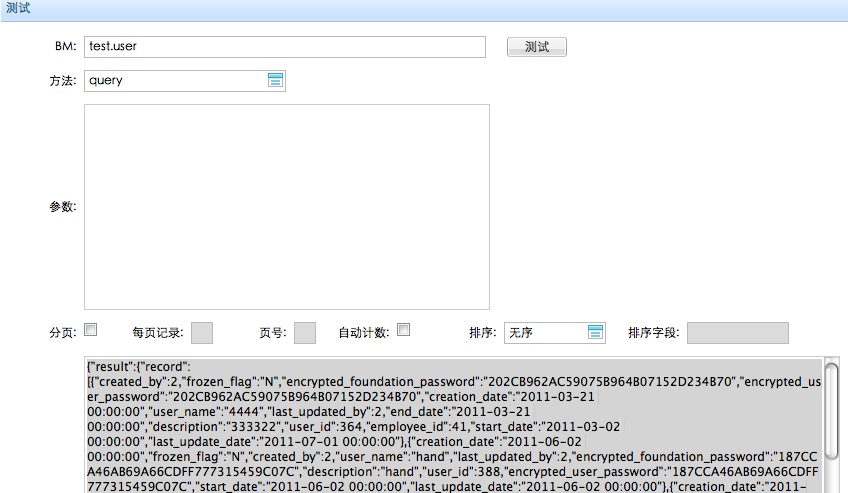 测试
BM: test.user 测试
方法: query
参数:
分页: 每页记录: 页号: 自动计数: 排序: 无序 排序字段:
{"result":{"record":
[{"created_by":2,"frozen_flag":"N","encrypted_foundation_password":"202CB962AC59075B964B07152D234B70","encrypted_us
er_password":"202CB962AC59075B964B07152D234B70","creation_date":"2011-03-21
00:00:00","user_name":"4444","last_updated_by":2,"end_date":"2011-03-21
00:00:00","description":"333322","user_id":364,"employee_id":41,"start_date":"2011-03-02
00:00:00","last_update_date":"2011-07-01 00:00:00"},{"creation_date":"2011-06-02
00:00:00","frozen_flag":"N","created_by":2,"user_name":"hand","last_updated_by":2,"encrypted_foundation_password":"187CC
A46AB69A66CDFF777315459C07C","description":"hand","user_id":388,"encrypted_user_password":"187CCA46AB69A66CDFF
777315459C07C","start_date":"2011-06-02 00:00:00","last_update_date":"2011-06-02 00:00:00"},{"creation_date":"2011-